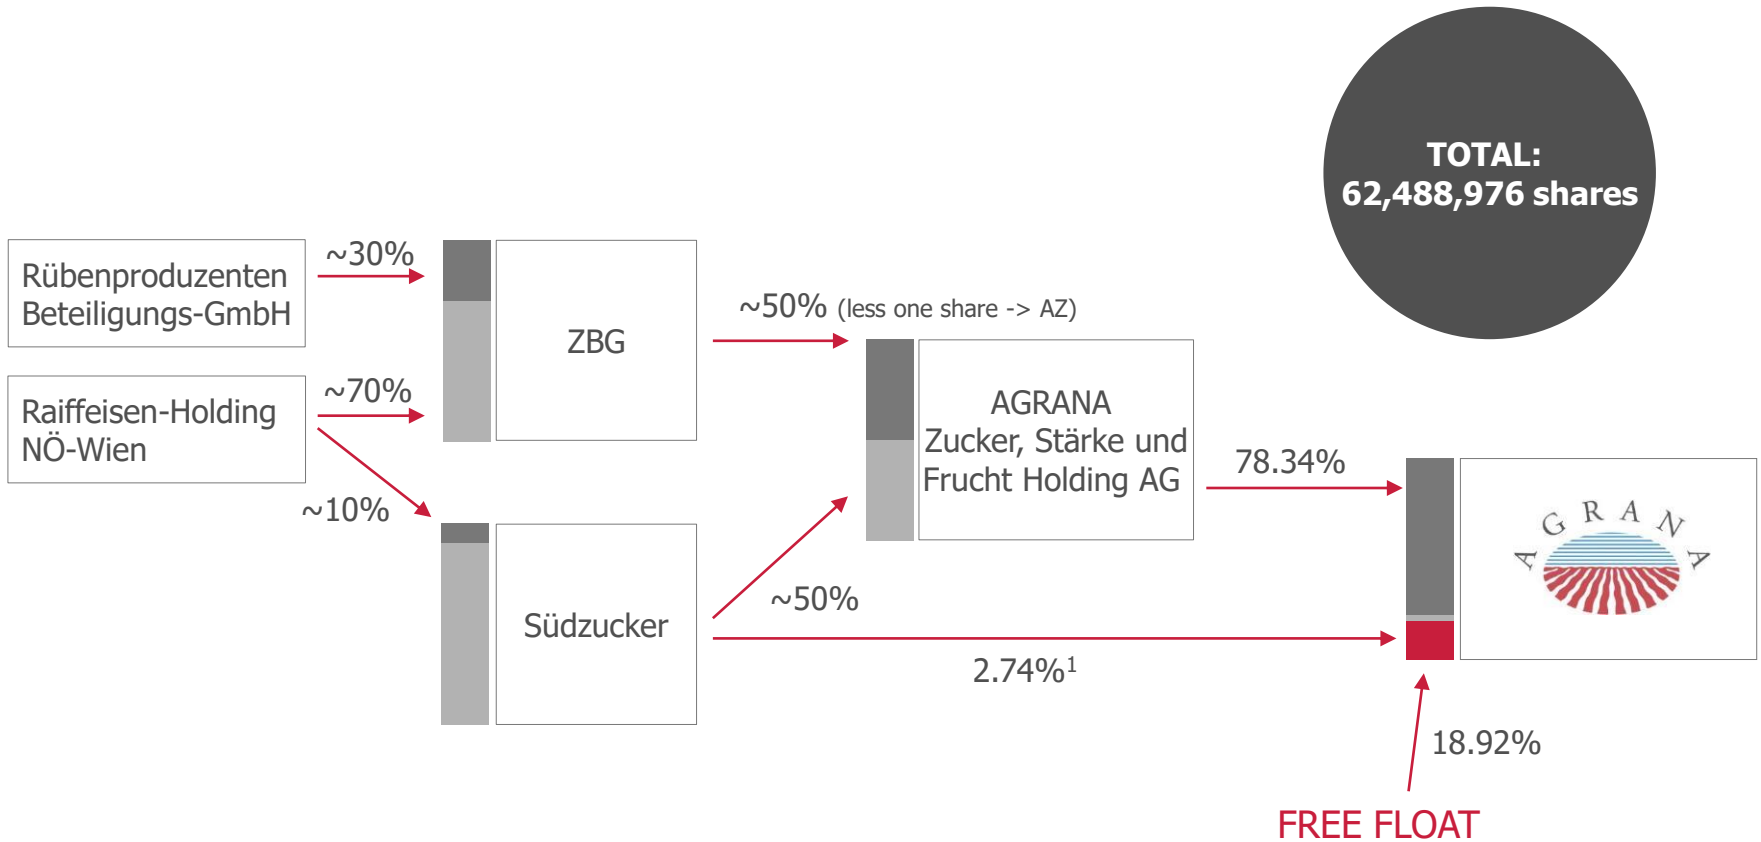 TOTAL:
62,488,976 shares
Rübenproduzenten
Beteiligungs-GmbH
~30%
Raiffeisen-Holding
NÖ-Wien
~70%
~10%
ZBG
Südzucker
~50% (less one share -> AZ)
~50%
AGRANA
Zucker, Stärke und
Frucht Holding AG
78.34%
2.74%¹
AGRANA
18.92%
FREE FLOAT